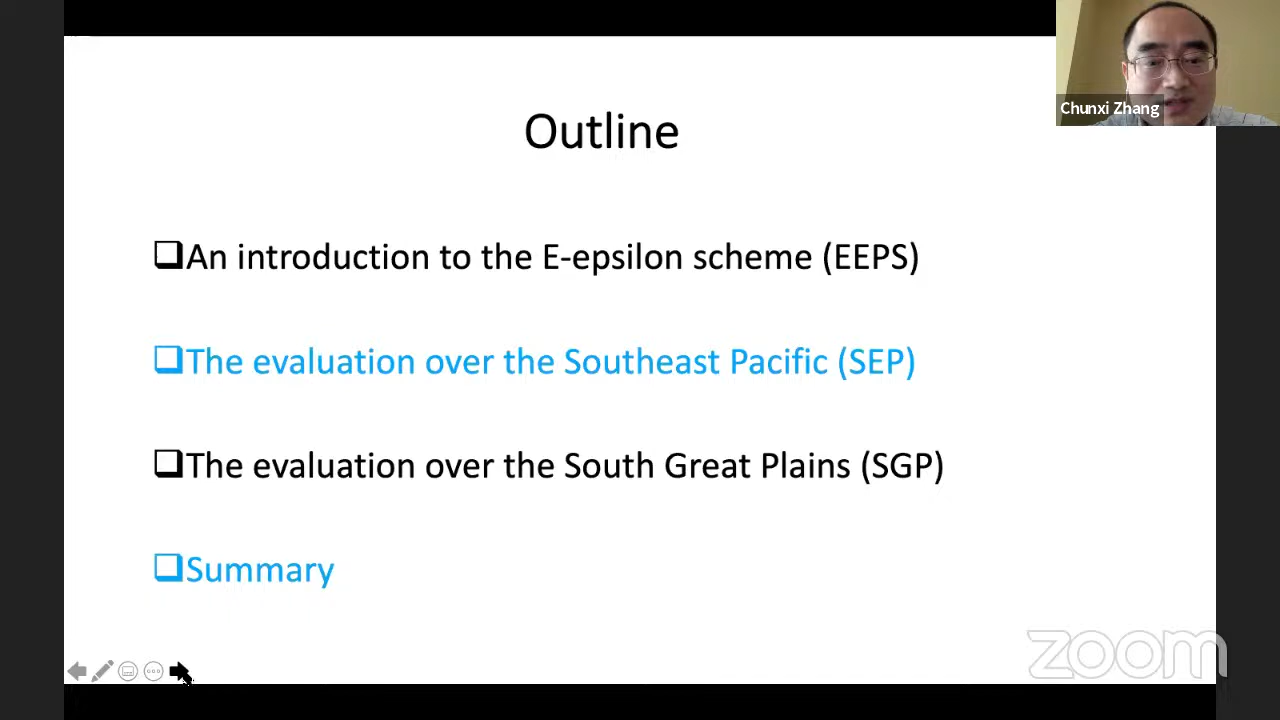 Chunxi Zhang
Outline
An introduction to the E-epsilon scheme (EEPS)
The evaluation over the Southeast Pacific (SEP)
The evaluation over the South Great Plains (SGP)
Summary
zoom